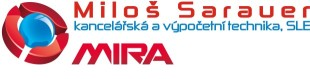 Miloš Sarauer
kancelářská a výpočetní technika, SLE
MIRA